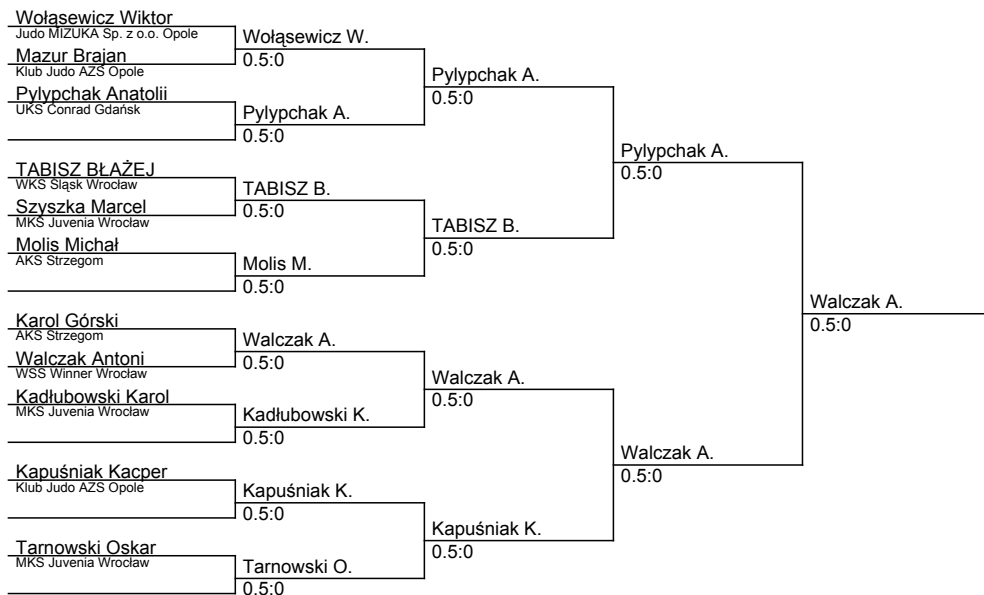 Wołąsewicz Wiktor
Judo MIZUKA Sp. z o.o. Opole
Mazur Brajan
Klub Judo AZS Opole
Pylypchak Anatolii
UKS Conrad Gdańsk
TABISZ BŁAŻEJ
WKS Śląsk Wrocław
Szyszka Marcel
MKS Juvenia Wrocław
Molis Michał
AKS Strzegom
Karol Górski
AKS Strzegom
Walczak Antoni
WSS Winner Wrocław
Kadłubowski Karol
MKS Juvenia Wrocław
Kapuśniak Kacper
Klub Judo AZS Opole
Tarnowski Oskar
MKS Juvenia Wrocław
Wołąsewicz W.
0.5:0
Pylypchak A.
0.5:0
TABISZ B.
0.5:0
Molis M.
0.5:0
Walczak A.
0.5:0
Kadłubowski K.
0.5:0
Kapuśniak K.
0.5:0
Tarnowski O.
0.5:0
Pylypchak A.
0.5:0
TABISZ B.
0.5:0
Walczak A.
0.5:0
Kapuśniak K.
0.5:0
Pylypchak A.
0.5:0
Walczak A.
0.5:0
Walczak A.
0.5:0